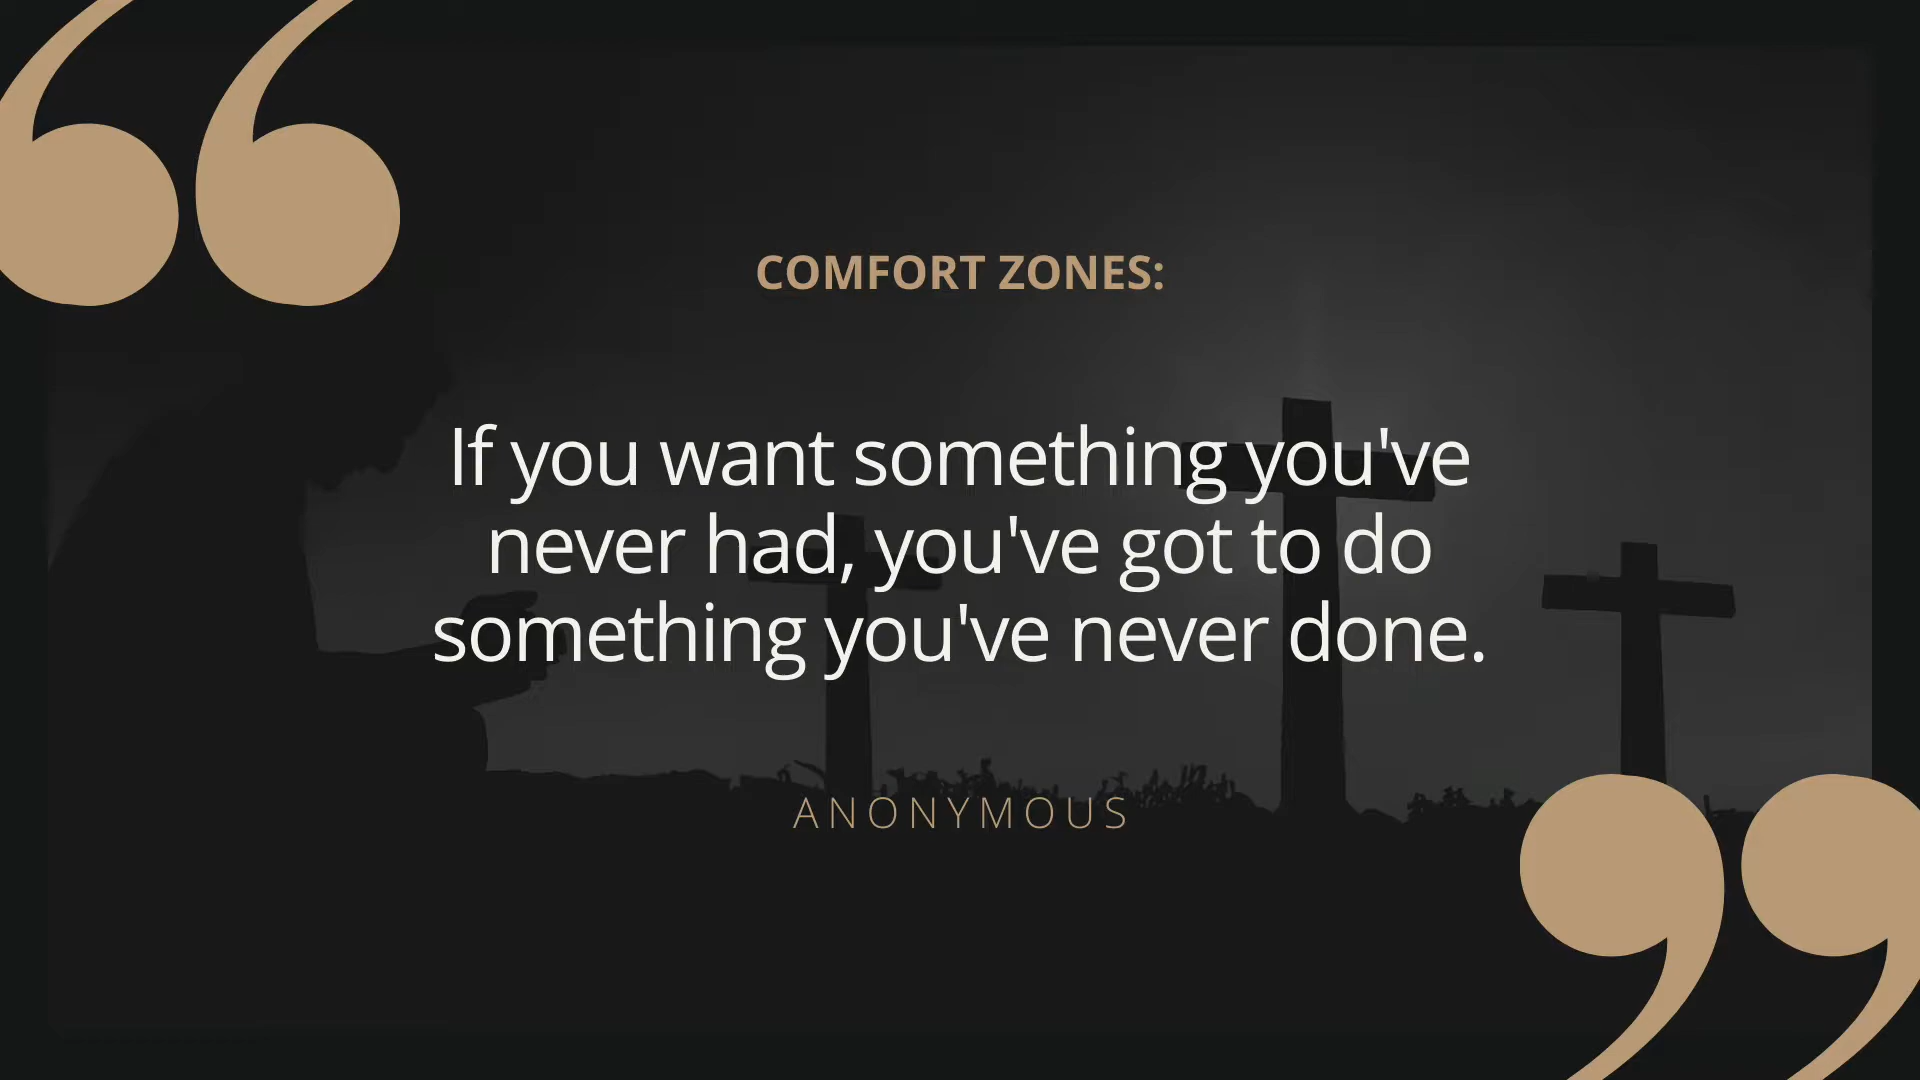 COMFORT ZONES:
If you want something you've
never had, you've got to do
something you've never done.
ANONYMOUS